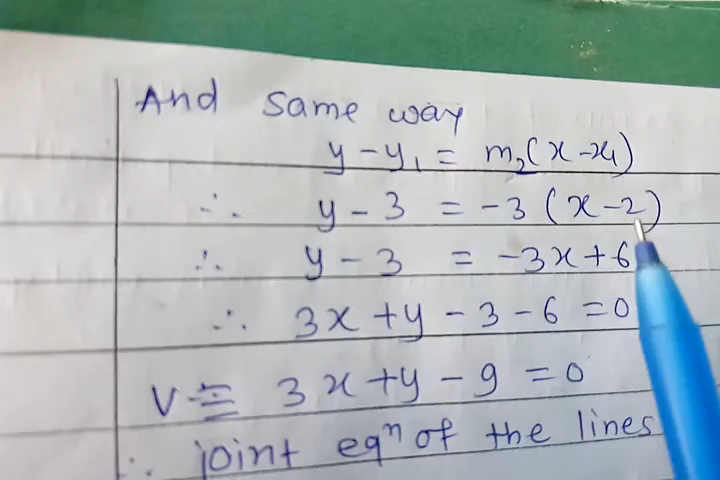 And same way
y - y₁ = m₂(x - x₁)
∴ y - 3 = -3 (x - 2)
∴ y - 3 = -3x + 6
∴ 3x + y - 3 - 6 = 0
V ≡ 3x + y - 9 = 0
∴ joint eqⁿ of the lines